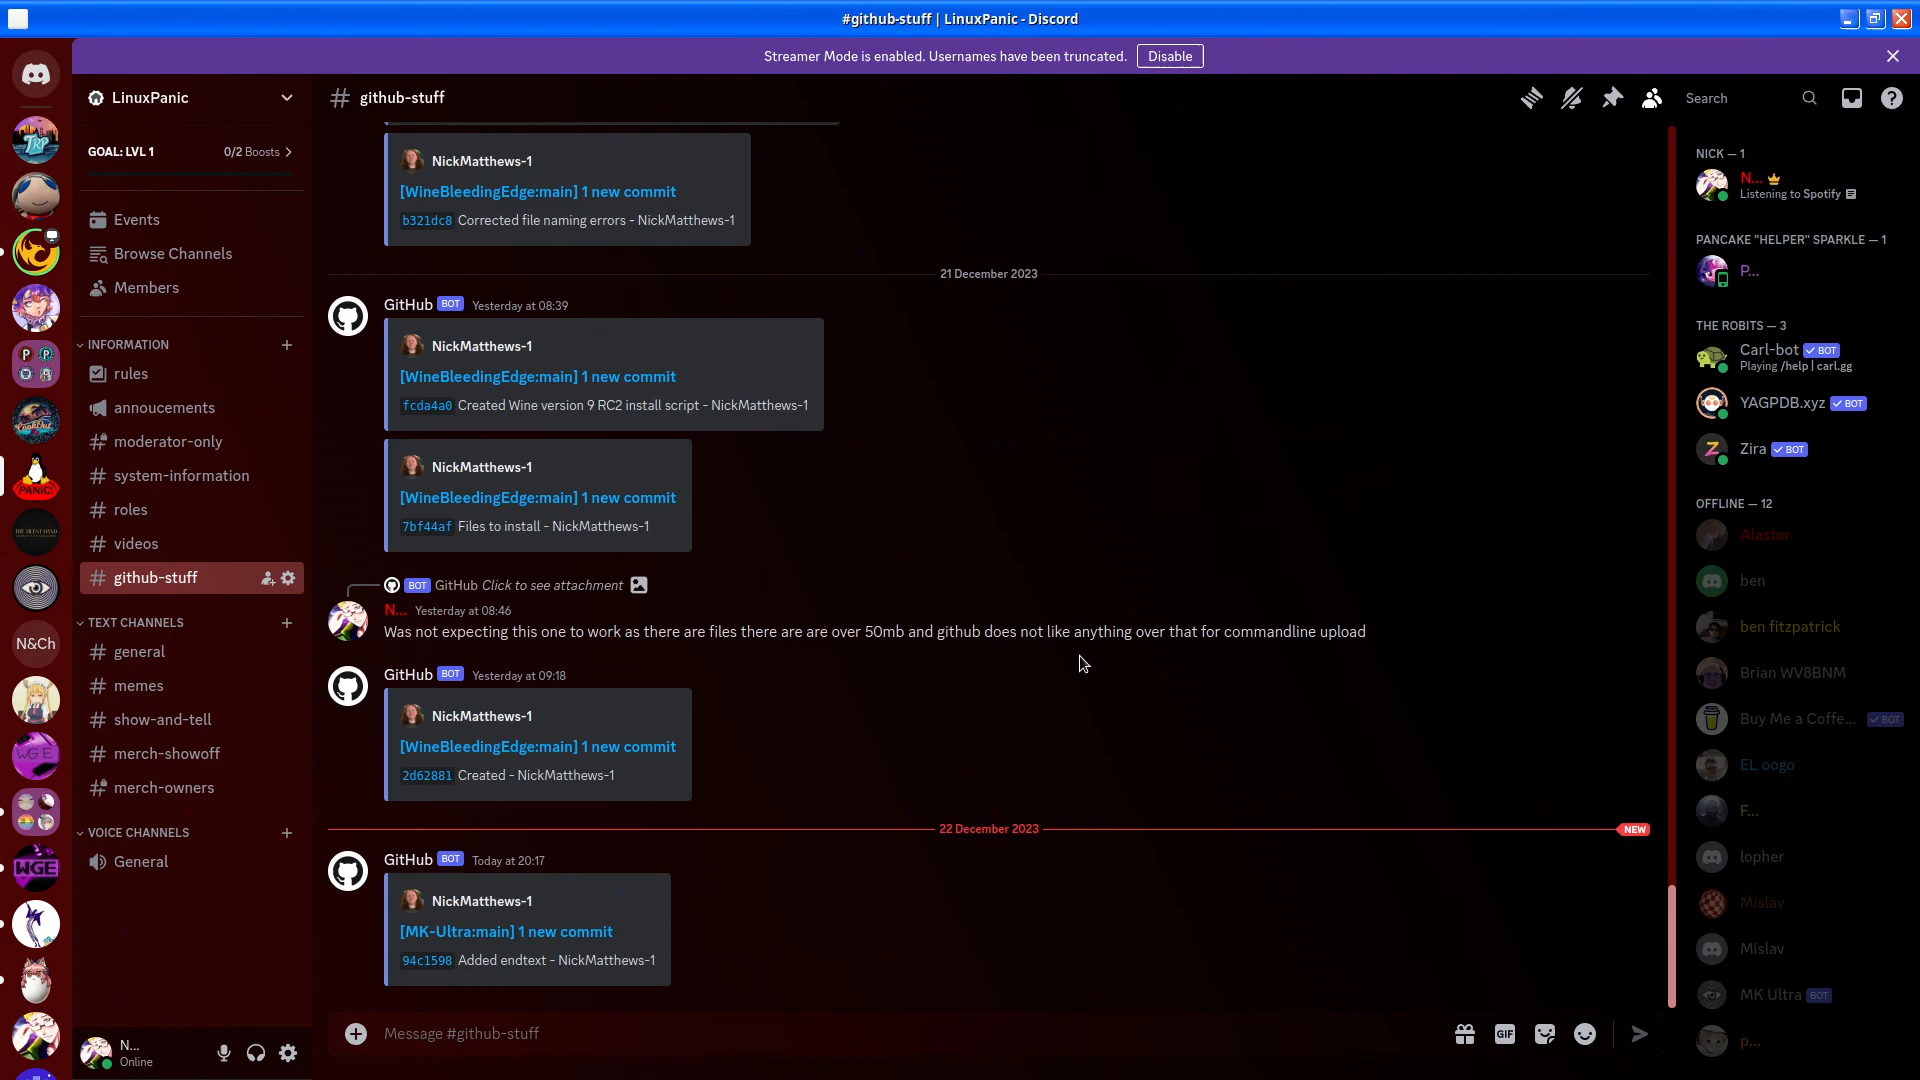 #github-stuff | LinuxPanic - Discord
Streamer Mode is enabled. Usernames have been truncated. Disable
LinuxPanic
GOAL: LVL 1 0/2 Boosts
Events
Browse Channels
Members
INFORMATION
rules
annoucements
moderator-only
system-information
roles
videos
github-stuff
TEXT CHANNELS
general
memes
show-and-tell
merch-showoff
merch-owners
VOICE CHANNELS
General
N...
Online
TRP
PANIC!
THE SILENT HAND
N&Ch
WGE
WGE
github-stuff
Search
NickMatthews-1
[WineBleedingEdge:main] 1 new commit
b321dc8 Corrected file naming errors - NickMatthews-1
21 December 2023
GitHub BOT Yesterday at 08:39
NickMatthews-1
[WineBleedingEdge:main] 1 new commit
fcda4a0 Created Wine version 9 RC2 install script - NickMatthews-1
NickMatthews-1
[WineBleedingEdge:main] 1 new commit
7bf44af Files to install - NickMatthews-1
BOT GitHub Click to see attachment
N... Yesterday at 08:46
Was not expecting this one to work as there are files there are are over 50mb and github does not like anything over that for commandline upload
GitHub BOT Yesterday at 09:18
NickMatthews-1
[WineBleedingEdge:main] 1 new commit
2d62881 Created - NickMatthews-1
22 December 2023 NEW
GitHub BOT Today at 20:17
NickMatthews-1
[MK-Ultra:main] 1 new commit
94c1598 Added endtext - NickMatthews-1
Message #github-stuff
GIF
NICK — 1
N...
Listening to Spotify
PANCAKE "HELPER" SPARKLE — 1
P...
THE ROBITS — 3
Carl-bot BOT
Playing /help | carl.gg
YAGPDB.xyz BOT
Zira BOT
OFFLINE — 12
Alastor
ben
ben fitzpatrick
Brian WV8BNM
Buy Me a Coffe... BOT
EL oogo
F...
lopher
Mislav
Mislav
MK Ultra BOT
p...